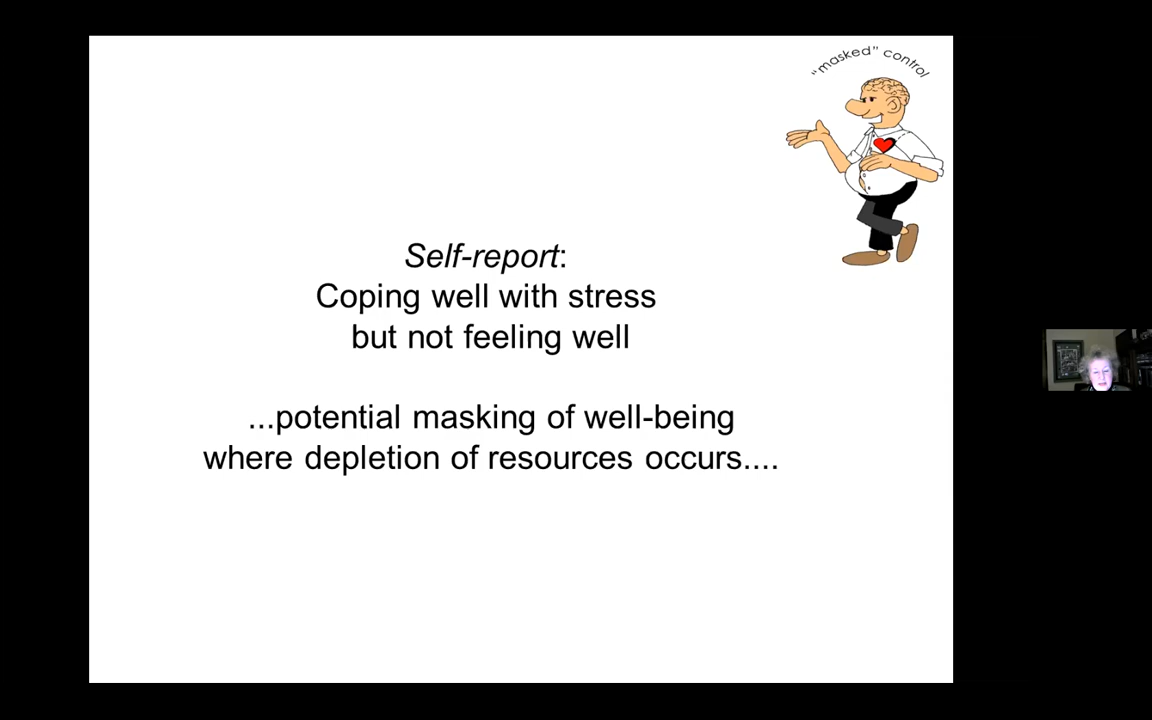 "masked" control
Self-report:
Coping well with stress
but not feeling well
...potential masking of well-being
where depletion of resources occurs....